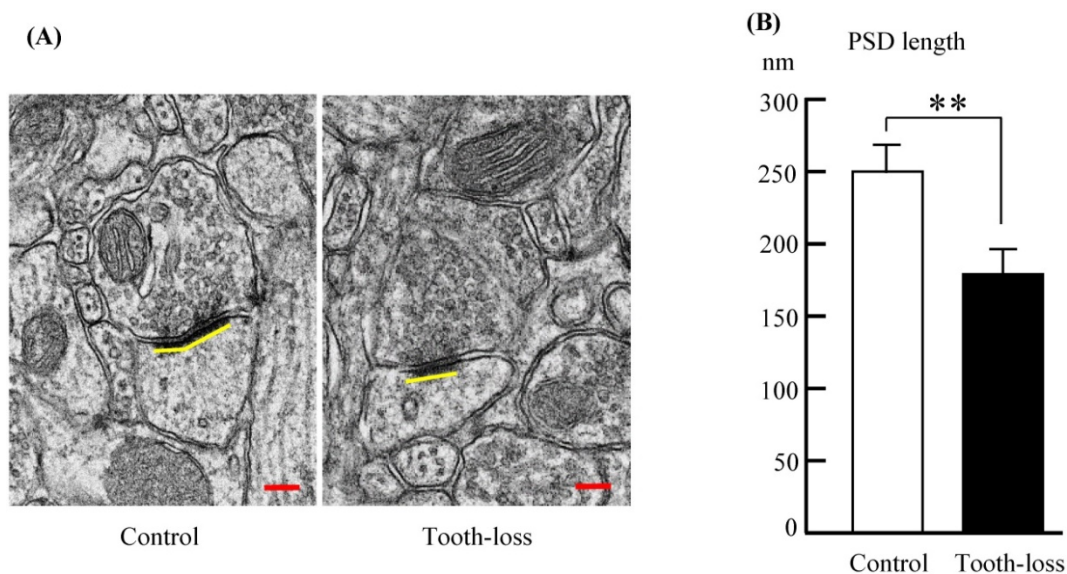 (A)
Control
Tooth-loss
(B)
PSD length
nm
**
300
250
200
150
100
50
0
Control
Tooth-loss